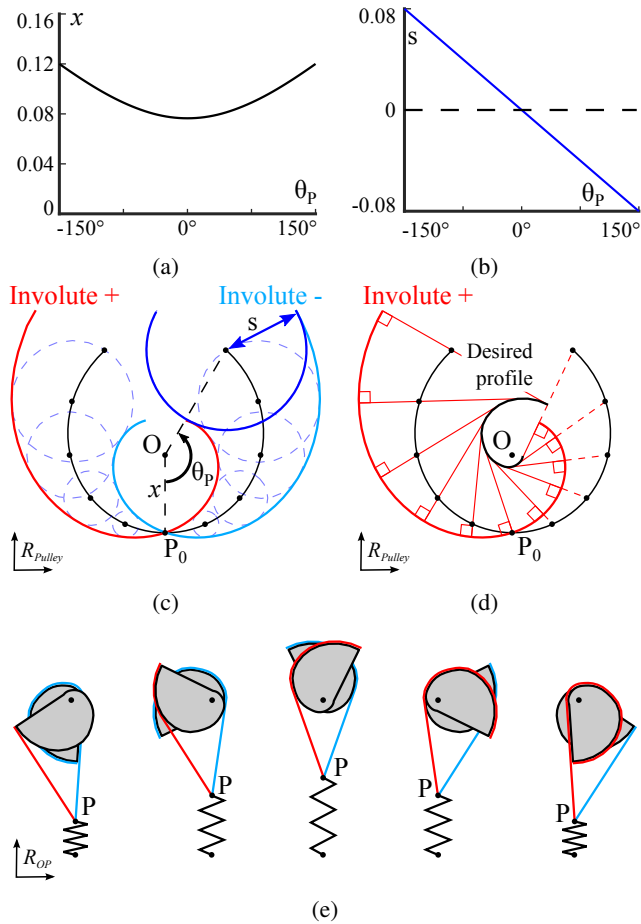 0.16
x
0.12
0.08
0.04
0
θP
-150° 0° 150°
(a)
0.08
s
0
-0.08
θP
-150° 0° 150°
(b)
Involute +
Involute -
s
O
θP
x
P0
RPulley
(c)
Involute +
Desired
profile
O
P0
RPulley
(d)
P
P
P
P
P
ROP
(e)